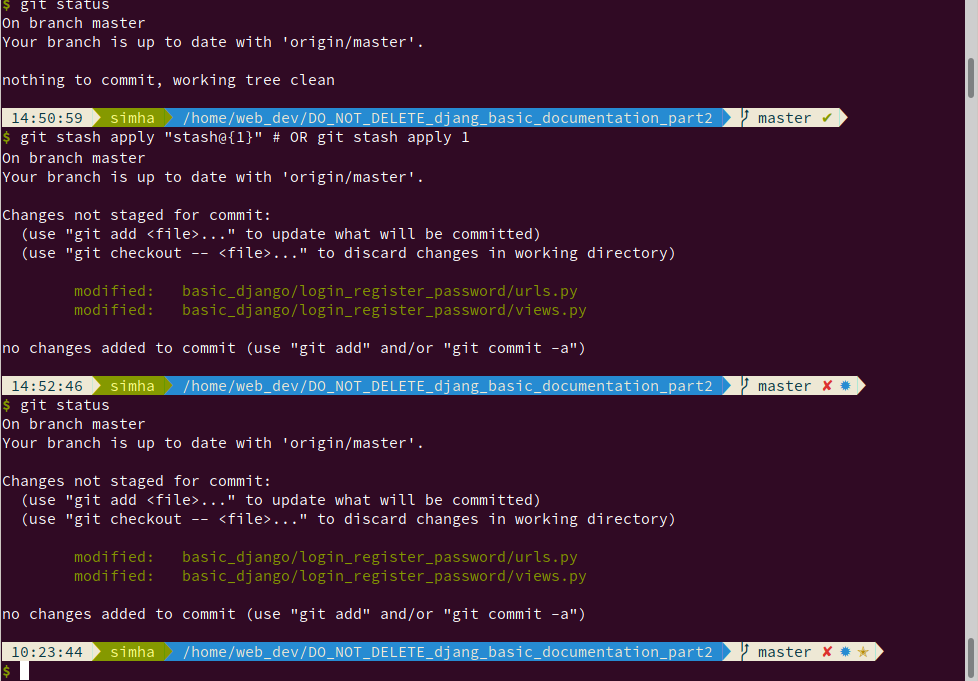 $ git status
On branch master
Your branch is up to date with 'origin/master'.
nothing to commit, working tree clean
14:50:59 simha /home/web_dev/DO_NOT_DELETE_djang_basic_documentation_part2 master ✔
$ git stash apply "stash@{1}" # OR git stash apply 1
On branch master
Your branch is up to date with 'origin/master'.
Changes not staged for commit:
(use "git add <file>..." to update what will be committed)
(use "git checkout -- <file>..." to discard changes in working directory)
modified: basic_django/login_register_password/urls.py
modified: basic_django/login_register_password/views.py
no changes added to commit (use "git add" and/or "git commit -a")
14:52:46 simha /home/web_dev/DO_NOT_DELETE_djang_basic_documentation_part2 master ✘ ✹
$ git status
On branch master
Your branch is up to date with 'origin/master'.
Changes not staged for commit:
(use "git add <file>..." to update what will be committed)
(use "git checkout -- <file>..." to discard changes in working directory)
modified: basic_django/login_register_password/urls.py
modified: basic_django/login_register_password/views.py
no changes added to commit (use "git add" and/or "git commit -a")
10:23:44 simha /home/web_dev/DO_NOT_DELETE_djang_basic_documentation_part2 master ✘ ✹ ✭
$